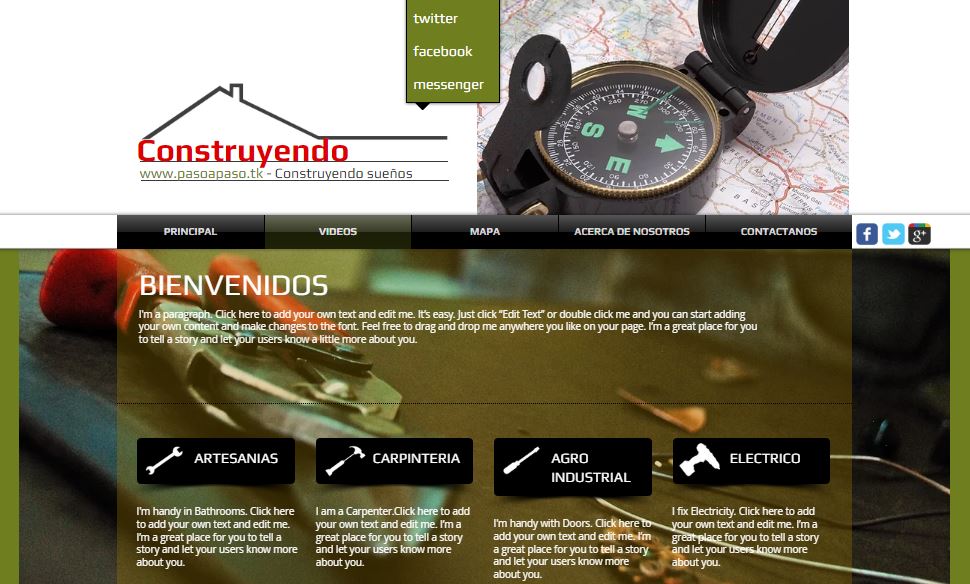 twitter
facebook
messenger
Construyendo
www.pasoapaso.tk - Construyendo sueños
PRINCIPAL
VIDEOS
MAPA
ACERCA DE NOSOTROS
CONTACTANOS
BIENVENIDOS
I'm a paragraph. Click here to add your own text and edit me. It's easy. Just click “Edit Text” or double click me and you can start adding
your own content and make changes to the font. Feel free to drag and drop me anywhere you like on your page. I'm a great place for you
to tell a story and let your users know a little more about you.
ARTESANIAS
I'm handy in Bathrooms. Click here
to add your own text and edit me.
I'm a great place for you to tell a
story and let your users know more
about you.
CARPINTERIA
I am a Carpenter.Click here to add
your own text and edit me. I'm a
great place for you to tell a story
and let your users know more
about you.
AGRO
INDUSTRIAL
I'm handy with Doors. Click here to
add your own text and edit me. I'm
a great place for you to tell a story
and let your users know more
about you.
ELECTRICO
I fix Electricity. Click here to add
your own text and edit me. I'm a
great place for you to tell a story
and let your users know more
about you.